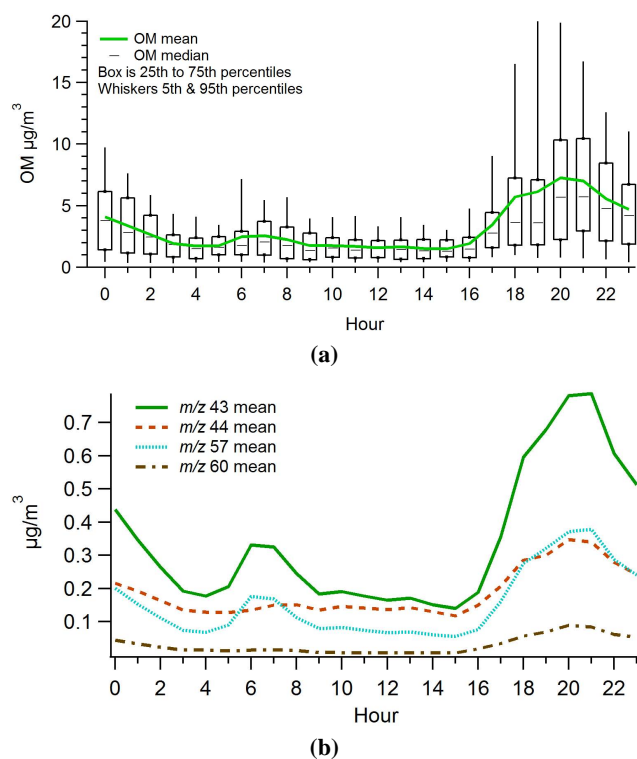 20
15
10
5
0
OM µg/m³
OM mean
OM median
Box is 25th to 75th percentiles
Whiskers 5th & 95th percentiles
0 2 4 6 8 10 12 14 16 18 20 22
Hour
(a)
0.7
0.6
0.5
0.4
0.3
0.2
0.1
µg/m³
m/z 43 mean
m/z 44 mean
m/z 57 mean
m/z 60 mean
0 2 4 6 8 10 12 14 16 18 20 22
Hour
(b)